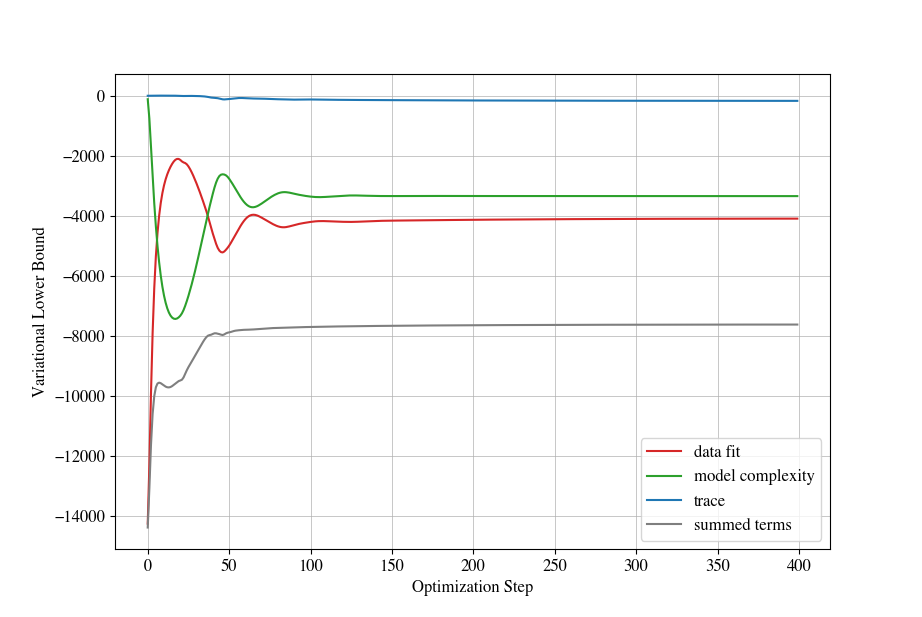 Variational Lower Bound
0
−2000
−4000
−6000
−8000
−10000
−12000
−14000
data fit
model complexity
trace
summed terms
0 50 100 150 200 250 300 350 400
Optimization Step